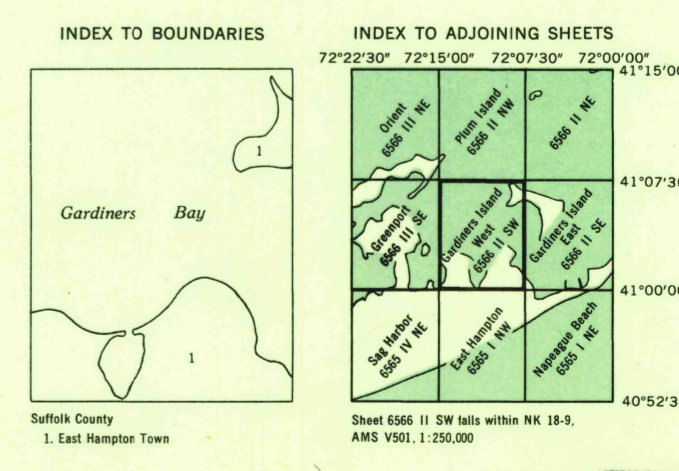 INDEX TO BOUNDARIES
1
Gardiners Bay
1
Suffolk County
1. East Hampton Town
INDEX TO ADJOINING SHEETS
72°22'30" 72°15'00" 72°07'30" 72°00'00"
41°15'00
Orient
6566 III NE
Plum Island
6566 II NW
6566 II NE
41°07'30
Greenport
6566 III SE
Gardiners Island
West
6566 II SW
Gardiners Island
East
6566 II SE
41°00'00
Sag Harbor
6565 IV NE
East Hampton
6565 I NW
Napeague Beach
6565 I NE
40°52'3
Sheet 6566 II SW falls within NK 18-9,
AMS V501, 1:250,000